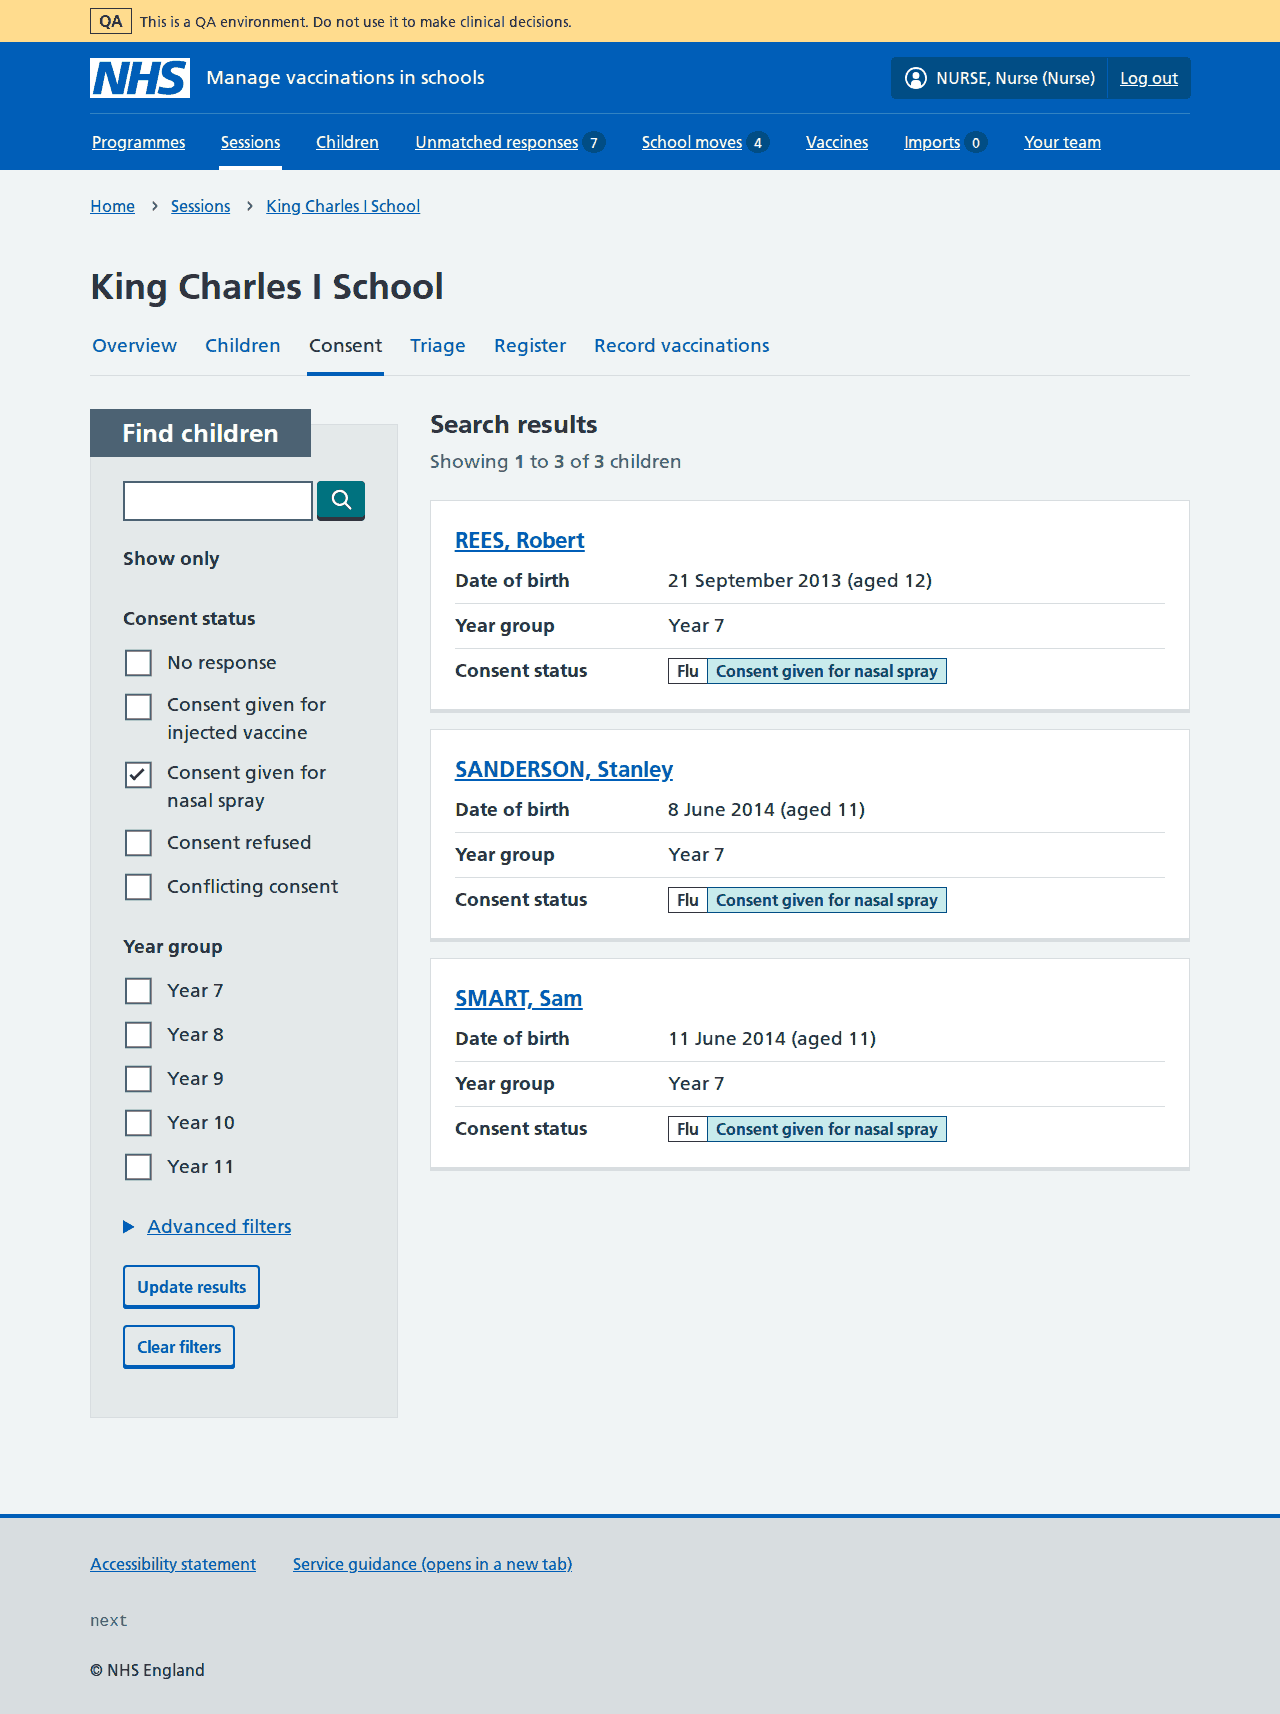 QA This is a QA environment. Do not use it to make clinical decisions.
NHS Manage vaccinations in schools NURSE, Nurse (Nurse) Log out
Programmes Sessions Children Unmatched responses 7 School moves 4 Vaccines Imports 0 Your team
Home > Sessions > King Charles I School
King Charles I School
Overview Children Consent Triage Register Record vaccinations
Find children
Show only
Consent status
No response
Consent given for
injected vaccine
Consent given for
nasal spray
Consent refused
Conflicting consent
Year group
Year 7
Year 8
Year 9
Year 10
Year 11
Advanced filters
Update results
Clear filters
Search results
Showing 1 to 3 of 3 children
REES, Robert
Date of birth 21 September 2013 (aged 12)
Year group Year 7
Consent status Flu Consent given for nasal spray
SANDERSON, Stanley
Date of birth 8 June 2014 (aged 11)
Year group Year 7
Consent status Flu Consent given for nasal spray
SMART, Sam
Date of birth 11 June 2014 (aged 11)
Year group Year 7
Consent status Flu Consent given for nasal spray
Accessibility statement Service guidance (opens in a new tab)
next
© NHS England